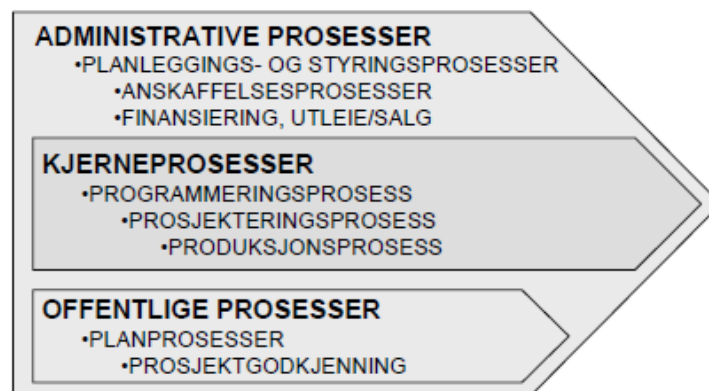 ADMINISTRATIVE PROSESSER
•PLANLEGGINGS- OG STYRINGSPROSESSER
•ANSKAFFELSESPROSESSER
•FINANSIERING, UTLEIE/SALG
KJERNEPROSESSER
•PROGRAMMERINGSPROSESS
•PROSJEKTERINGSPROSESS
•PRODUKSJONSPROSESS
OFFENTLIGE PROSESSER
•PLANPROSESSER
•PROSJEKTGODKJENNING